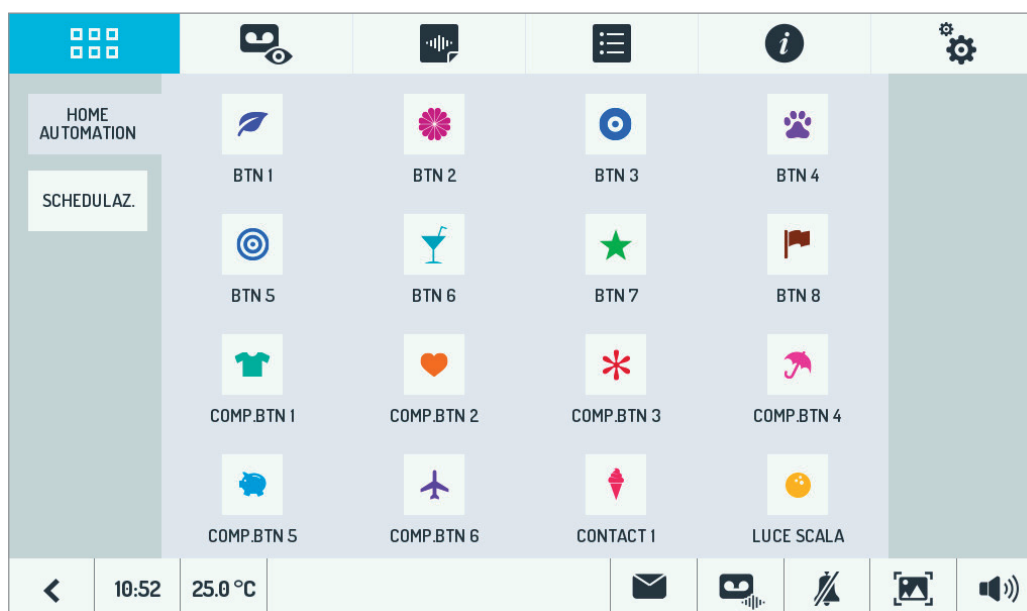 HOME
AUTOMATION
SCHEDULAZ.
BTN 1
BTN 2
BTN 3
BTN 4
BTN 5
BTN 6
BTN 7
BTN 8
COMP.BTN 1
COMP.BTN 2
COMP.BTN 3
COMP.BTN 4
COMP.BTN 5
COMP.BTN 6
CONTACT 1
LUCE SCALA
10:52
25.0 °C